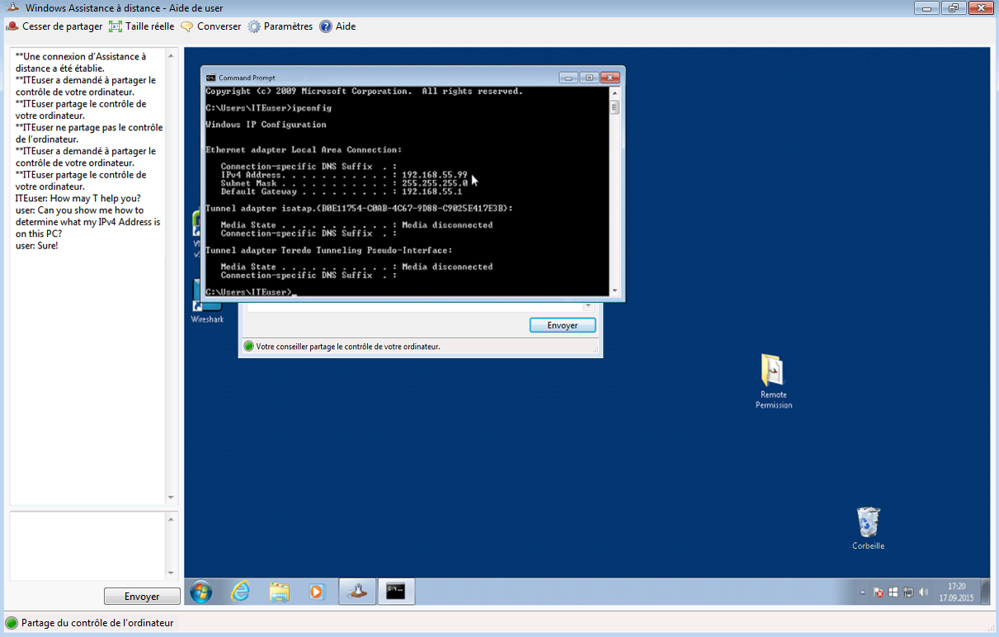 Windows Assistance à distance - Aide de user
Cesser de partager Taille réelle Converser Paramètres Aide
**Une connexion d'Assistance à
distance a été établie.
**ITEuser a demandé à partager le
contrôle de votre ordinateur.
**ITEuser partage le contrôle de
votre ordinateur.
**ITEuser ne partage pas le contrôle
de l'ordinateur.
**ITEuser a demandé à partager le
contrôle de votre ordinateur.
**ITEuser partage le contrôle de
votre ordinateur.
ITEuser: How may T help you?
user: Can you show me how to
determine what my IPv4 Address is
on this PC?
user: Sure!
Envoyer
Command Prompt
Copyright (c) 2009 Microsoft Corporation. All rights reserved.
C:\Users\ITEuser>ipconfig
Windows IP Configuration
Ethernet adapter Local Area Connection:
Connection-specific DNS Suffix . :
IPv4 Address. . . . . . . . . . . : 192.168.55.99
Subnet Mask . . . . . . . . . . . : 255.255.255.0
Default Gateway . . . . . . . . . : 192.168.55.1
Tunnel adapter isatap.{B0E11754-C0AB-4C67-9D88-C9025E417E3B}:
Media State . . . . . . . . . . . : Media disconnected
Connection-specific DNS Suffix . :
Tunnel adapter Teredo Tunneling Pseudo-Interface:
Media State . . . . . . . . . . . : Media disconnected
Connection-specific DNS Suffix . :
C:\Users\ITEuser>_
Wireshark
Envoyer
Votre conseiller partage le contrôle de votre ordinateur.
Remote
Permission
Corbeille
17:20
17.09.2015
Partage du contrôle de l'ordinateur